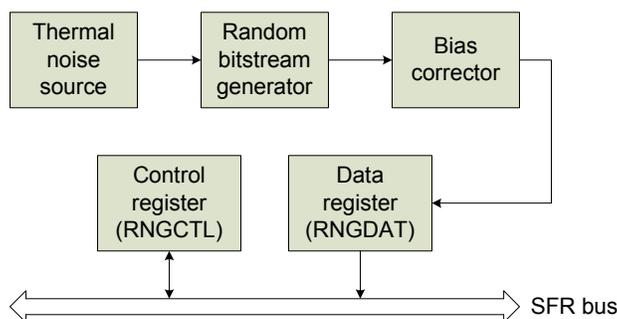 Thermal
noise
source
Random
bitstream
generator
Bias
corrector
Control
register
(RNGCTL)
Data
register
(RNGDAT)
SFR bus